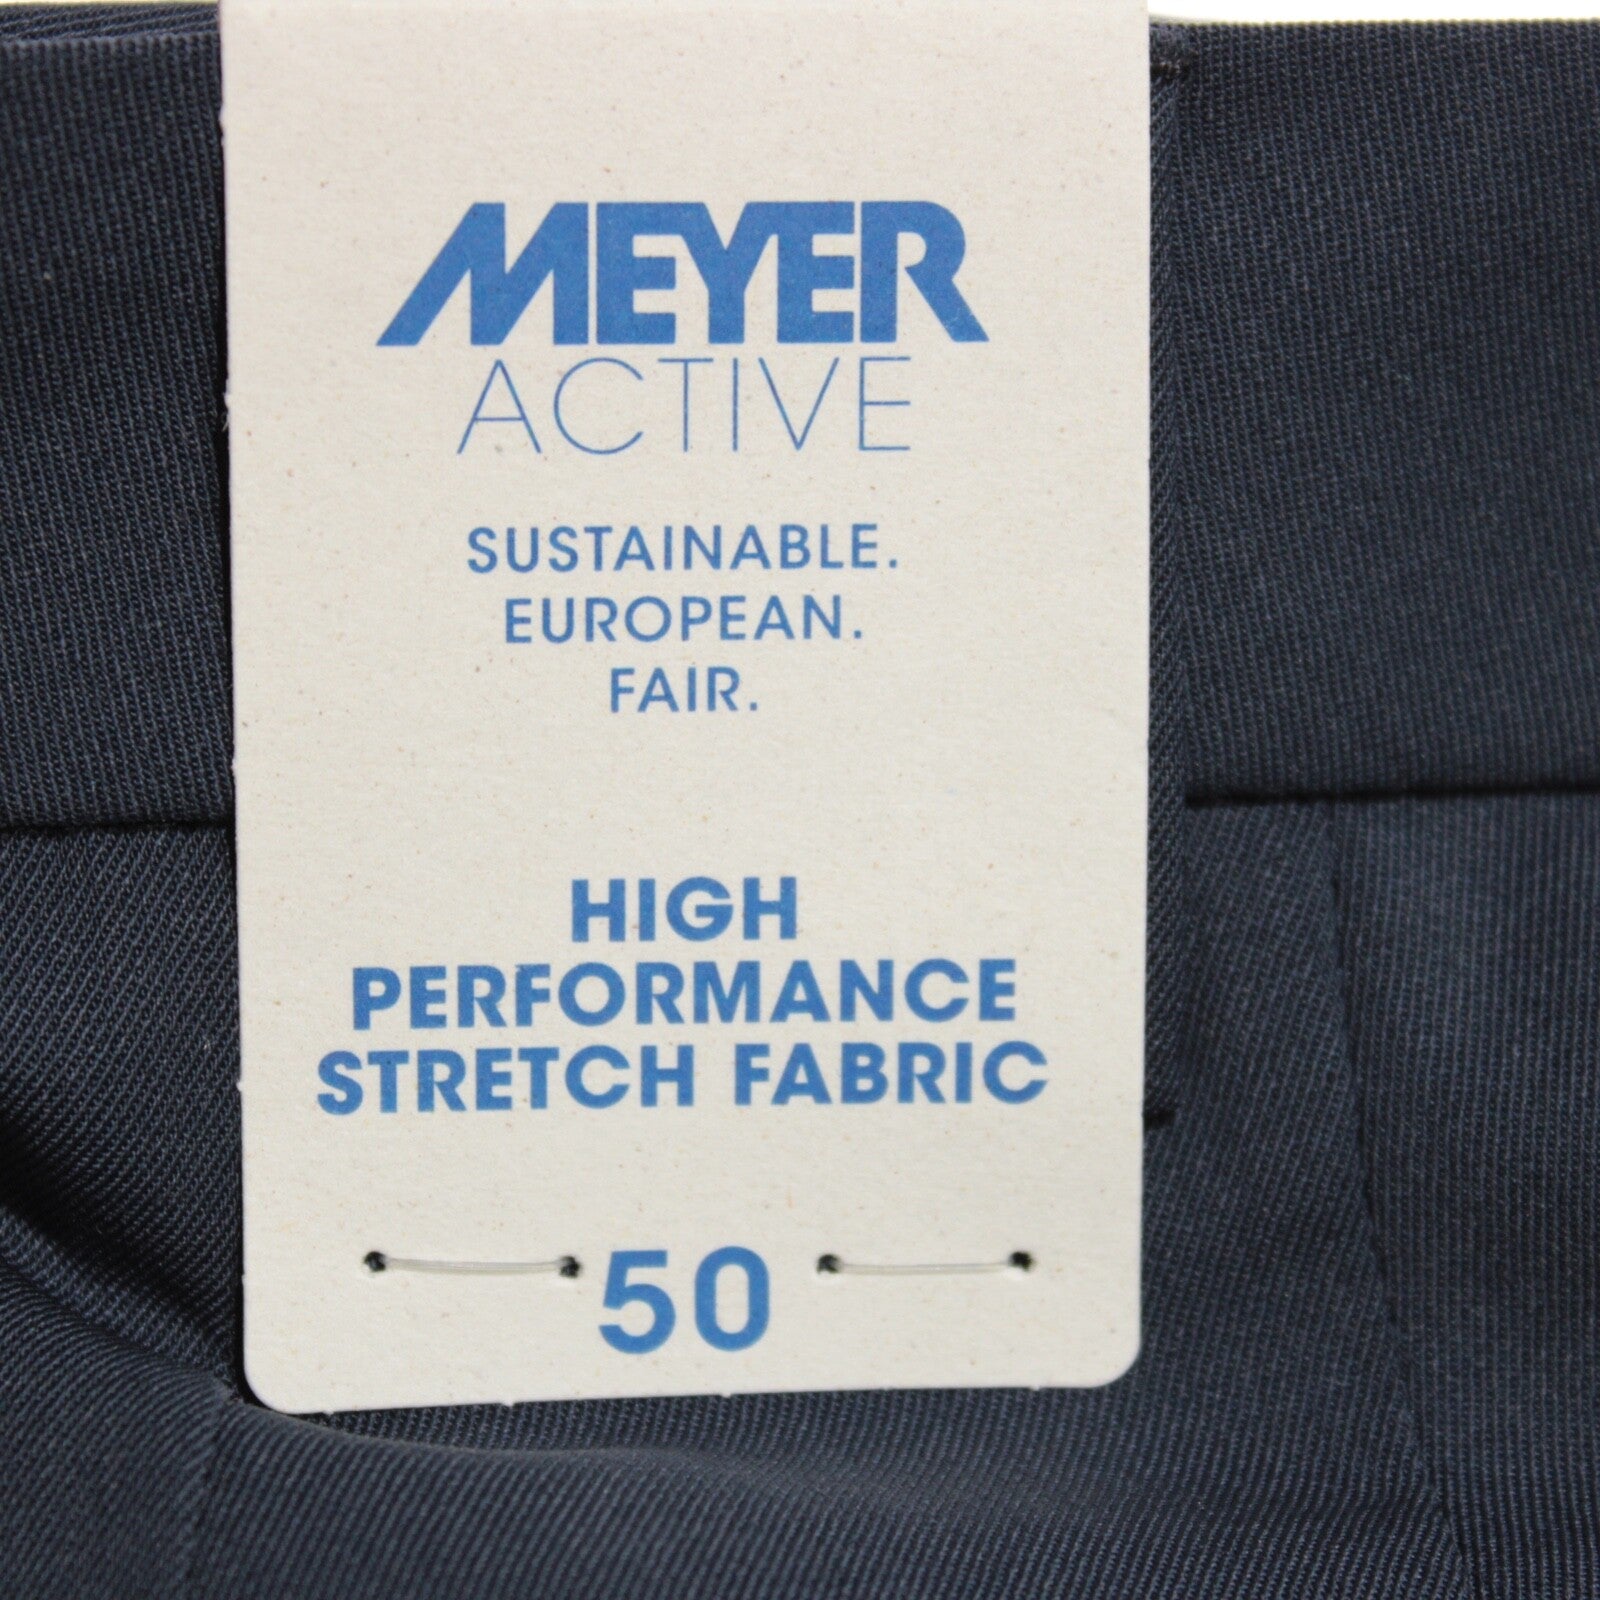 MEYER
ACTIVE
SUSTAINABLE.
EUROPEAN.
FAIR.
HIGH
PERFORMANCE
STRETCH FABRIC
50